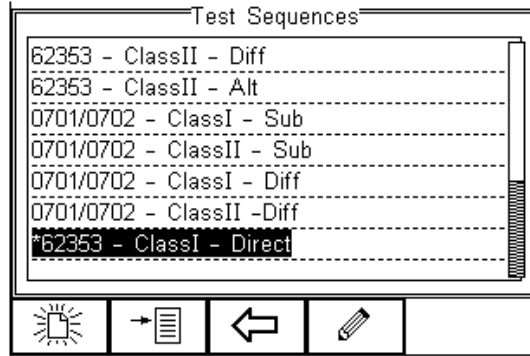 Test Sequences
62353 - ClassII - Diff
62353 - ClassII - Alt
0701/0702 - ClassI - Sub
0701/0702 - ClassII - Sub
0701/0702 - ClassI - Diff
0701/0702 - ClassII -Diff
*62353 - ClassI - Direct